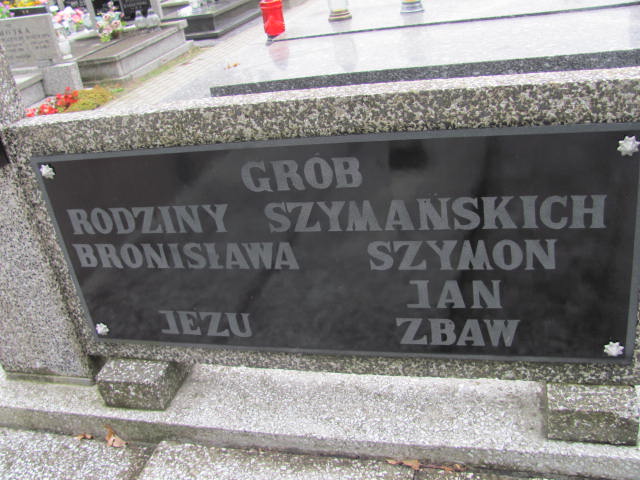 GRÓB
RODZINY SZYMAŃSKICH
BRONISŁAWA SZYMON
JAN
JEZU ZBAW